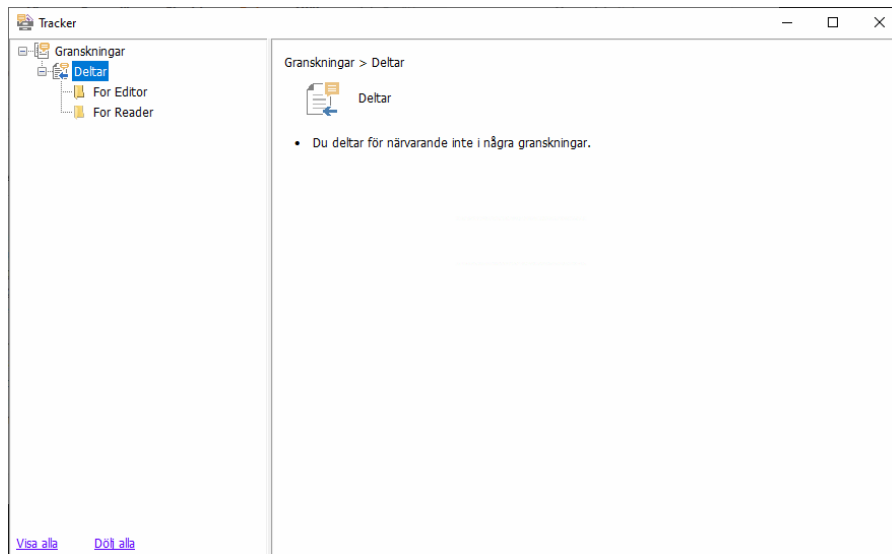 Tracker
Granskningar
Deltar
For Editor
For Reader
Visa alla
Dölj alla
Granskningar > Deltar
Deltar
• Du deltar för närvarande inte i några granskningar.